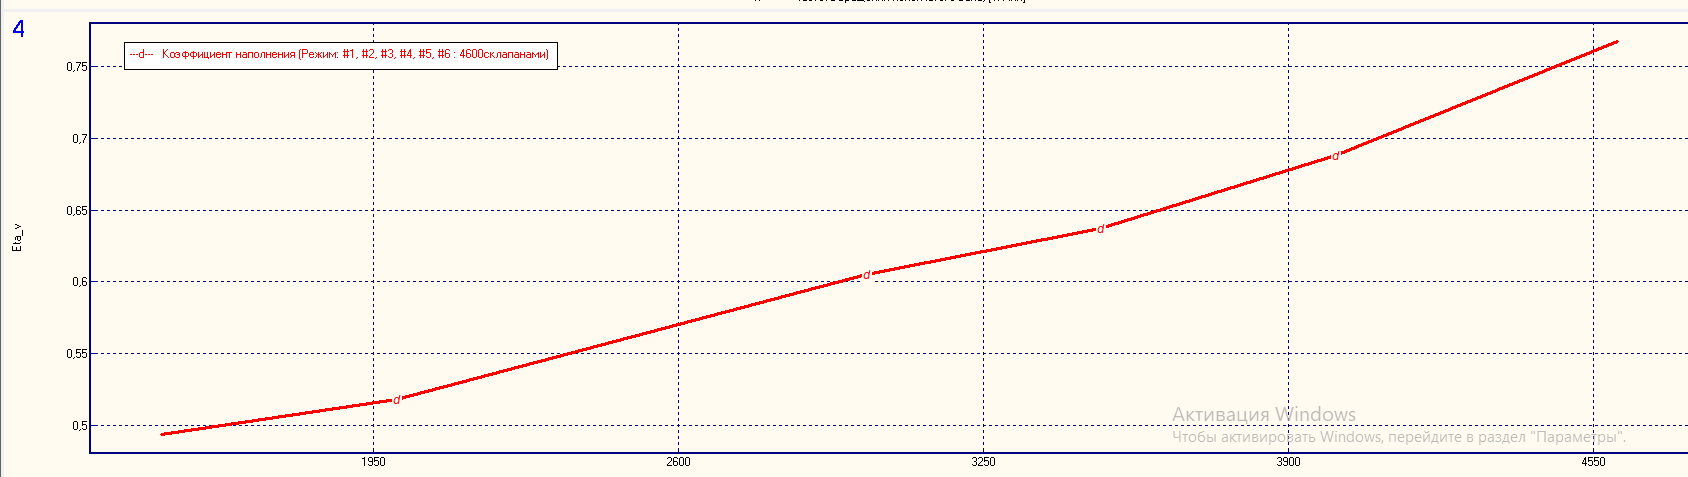 4
---d--- Коэффициент наполнения (Режим: #1, #2, #3, #4, #5, #6 : 4600склапанами)
0,75
0,7
0,65
Eta_v
0,6
0,55
0,5
d
d
d
d
Активация Windows
Чтобы активировать Windows, перейдите в раздел "Параметры".
1950
2600
3250
3900
4550